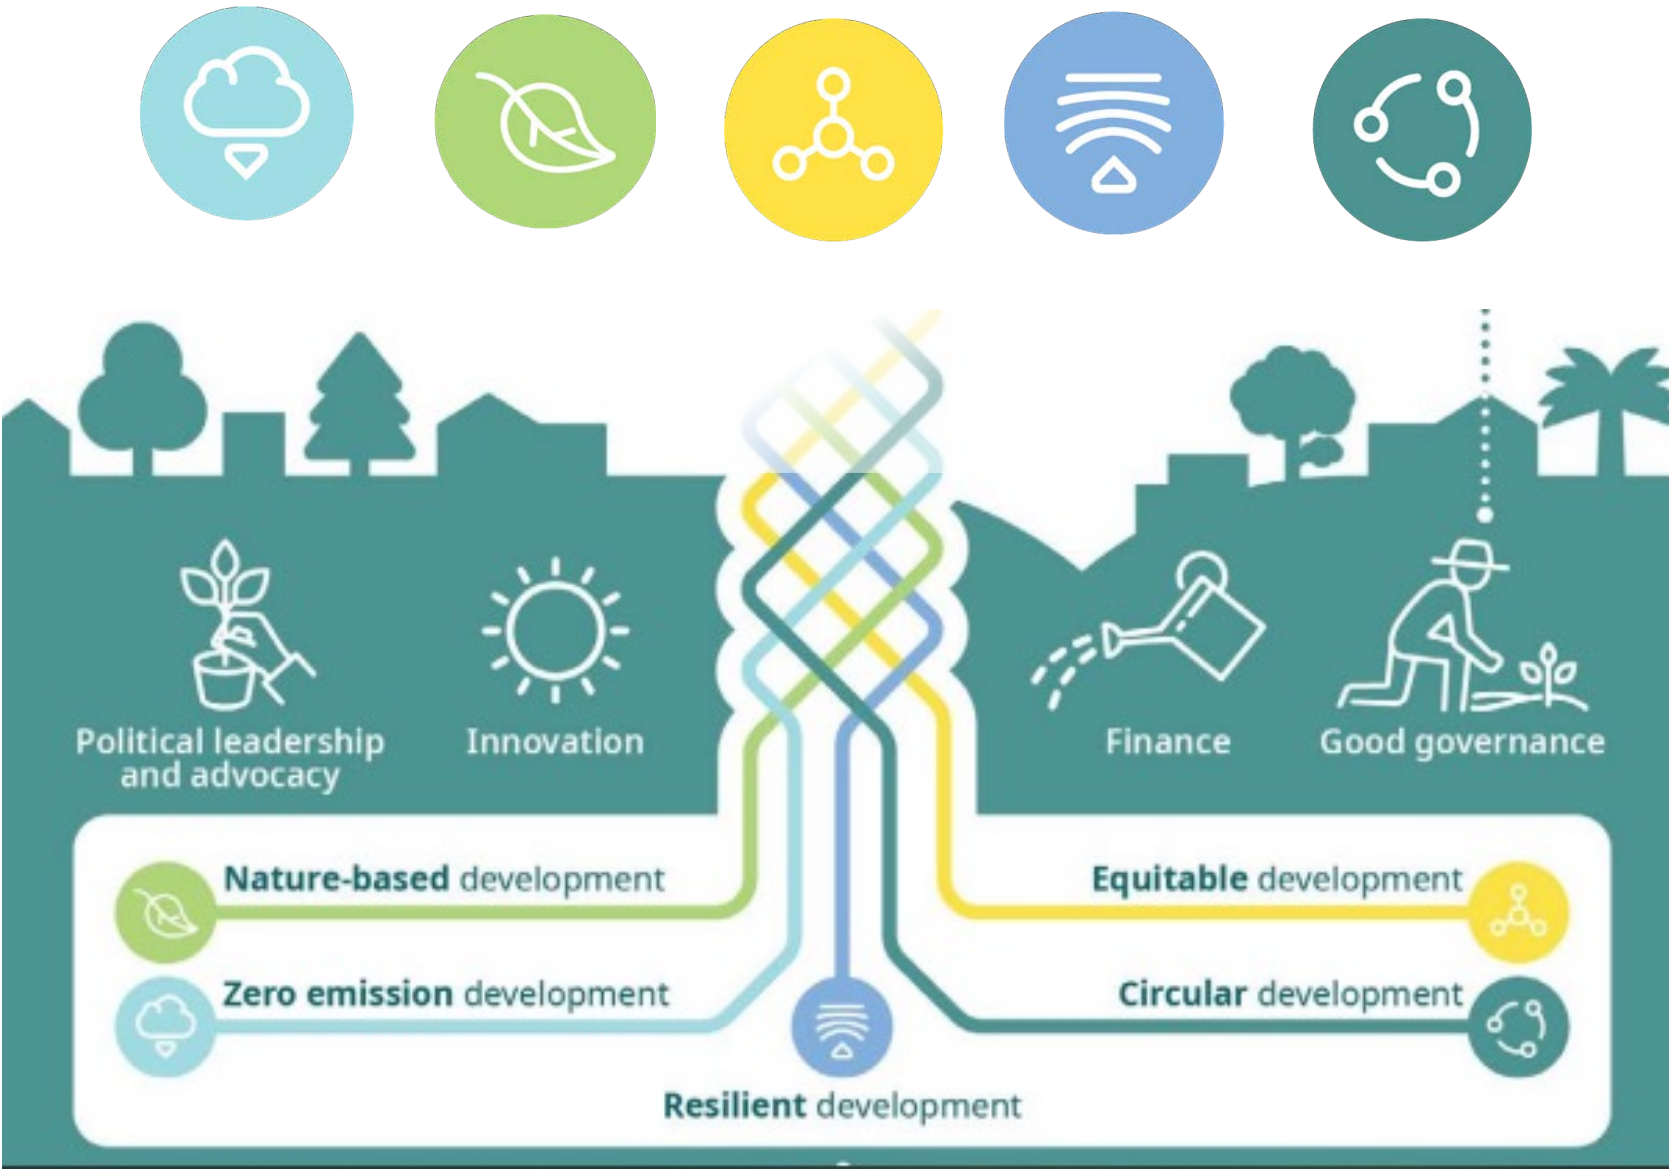 Political leadership
and advocacy
Innovation
Finance
Good governance
Nature-based development
Equitable development
Zero emission development
Circular development
Resilient development